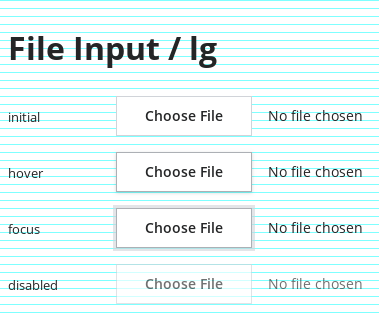 File Input / lg
initial Choose File No file chosen
hover Choose File No file chosen
focus Choose File No file chosen
disabled Choose File No file chosen